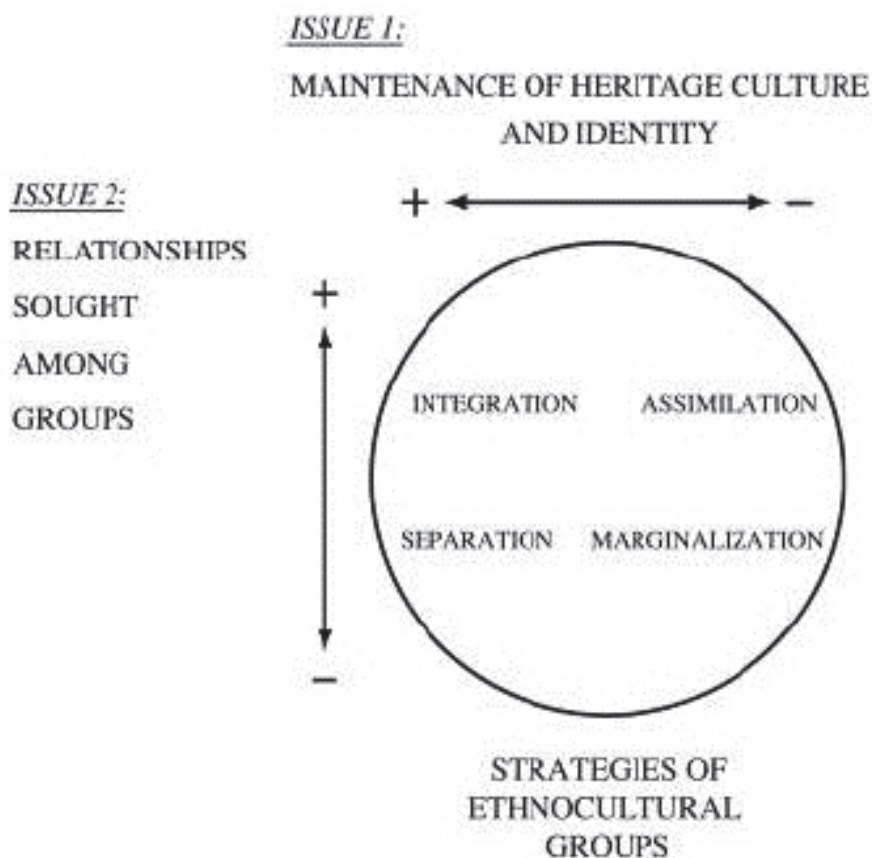 ISSUE 1:
MAINTENANCE OF HERITAGE CULTURE
AND IDENTITY
ISSUE 2:
RELATIONSHIPS
SOUGHT
AMONG
GROUPS
+ −
+
−
INTEGRATION ASSIMILATION
SEPARATION MARGINALIZATION
STRATEGIES OF
ETHNOCULTURAL
GROUPS